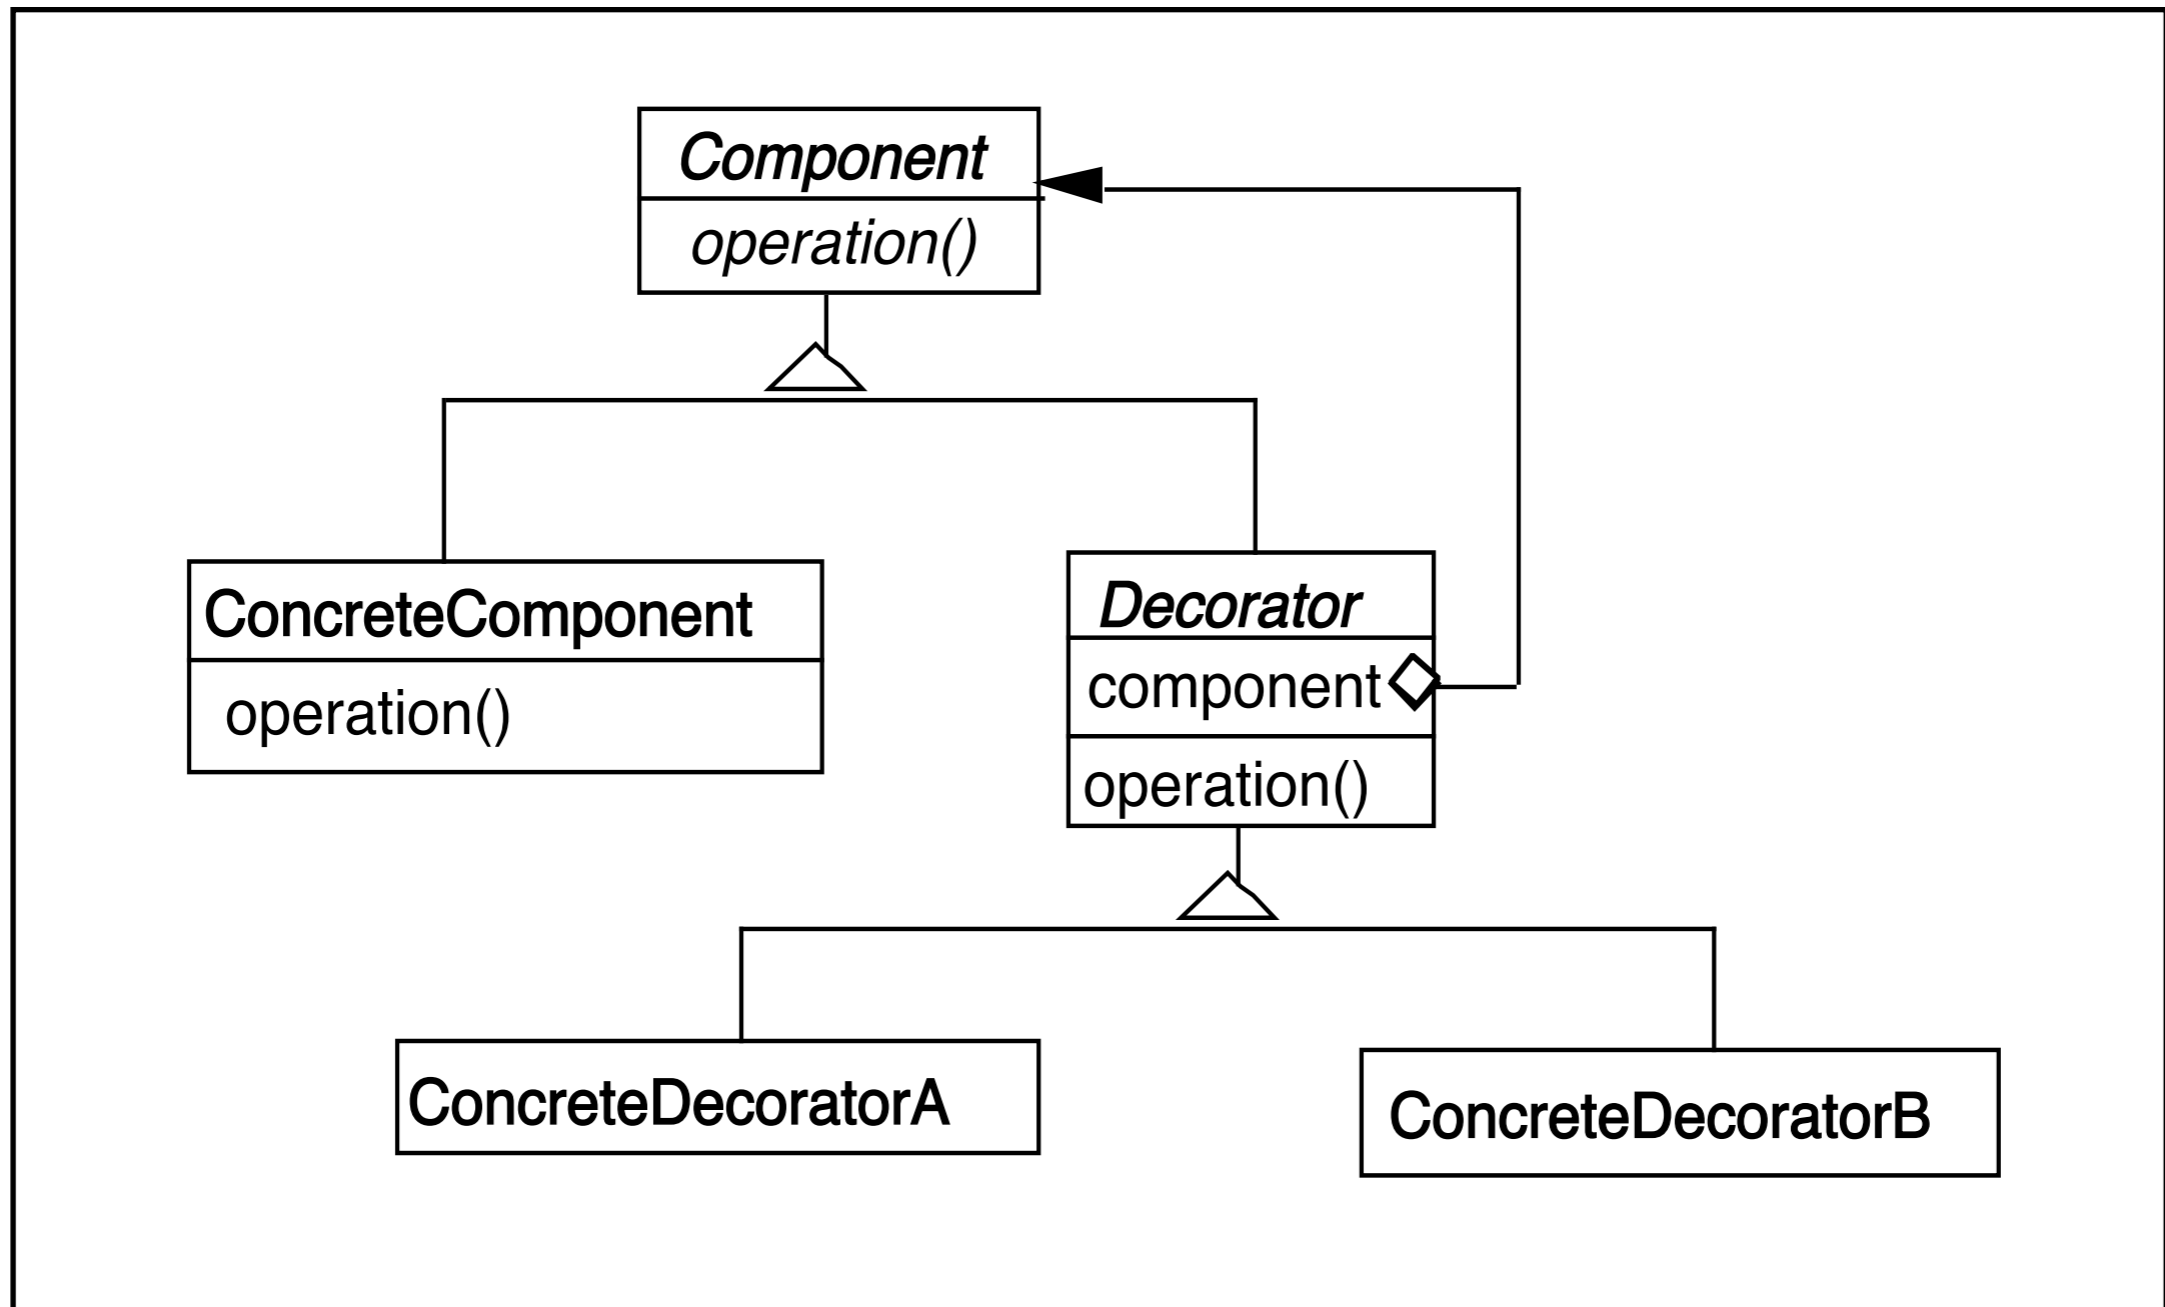 Component
operation()
ConcreteComponent
operation()
Decorator
component
operation()
ConcreteDecoratorA
ConcreteDecoratorB